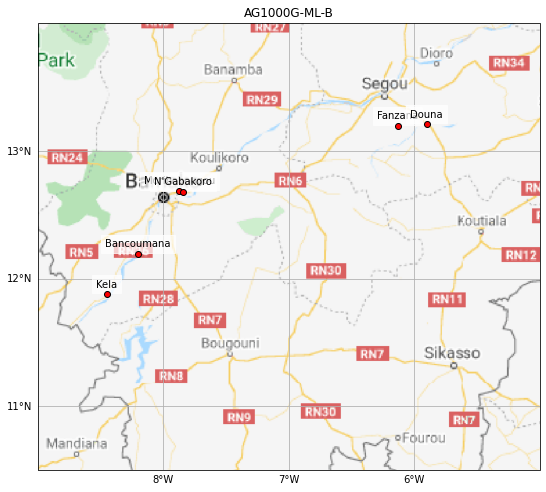 AG1000G-ML-B
RN27
Park
Dioro
Banamba
RN34
Segou
RN29
Fanzana
Douna
13°N
RN24
Koulikoro
N'Gabakoro
RN6
Koutiala
Bancoumana
RN5
RN12
12°N
Kela
RN30
RN28
RN11
RN7
Bougouni
RN7
Sikasso
RN8
11°N
RN9
RN30
RN7
Mandiana
Fourou
8°W
7°W
6°W